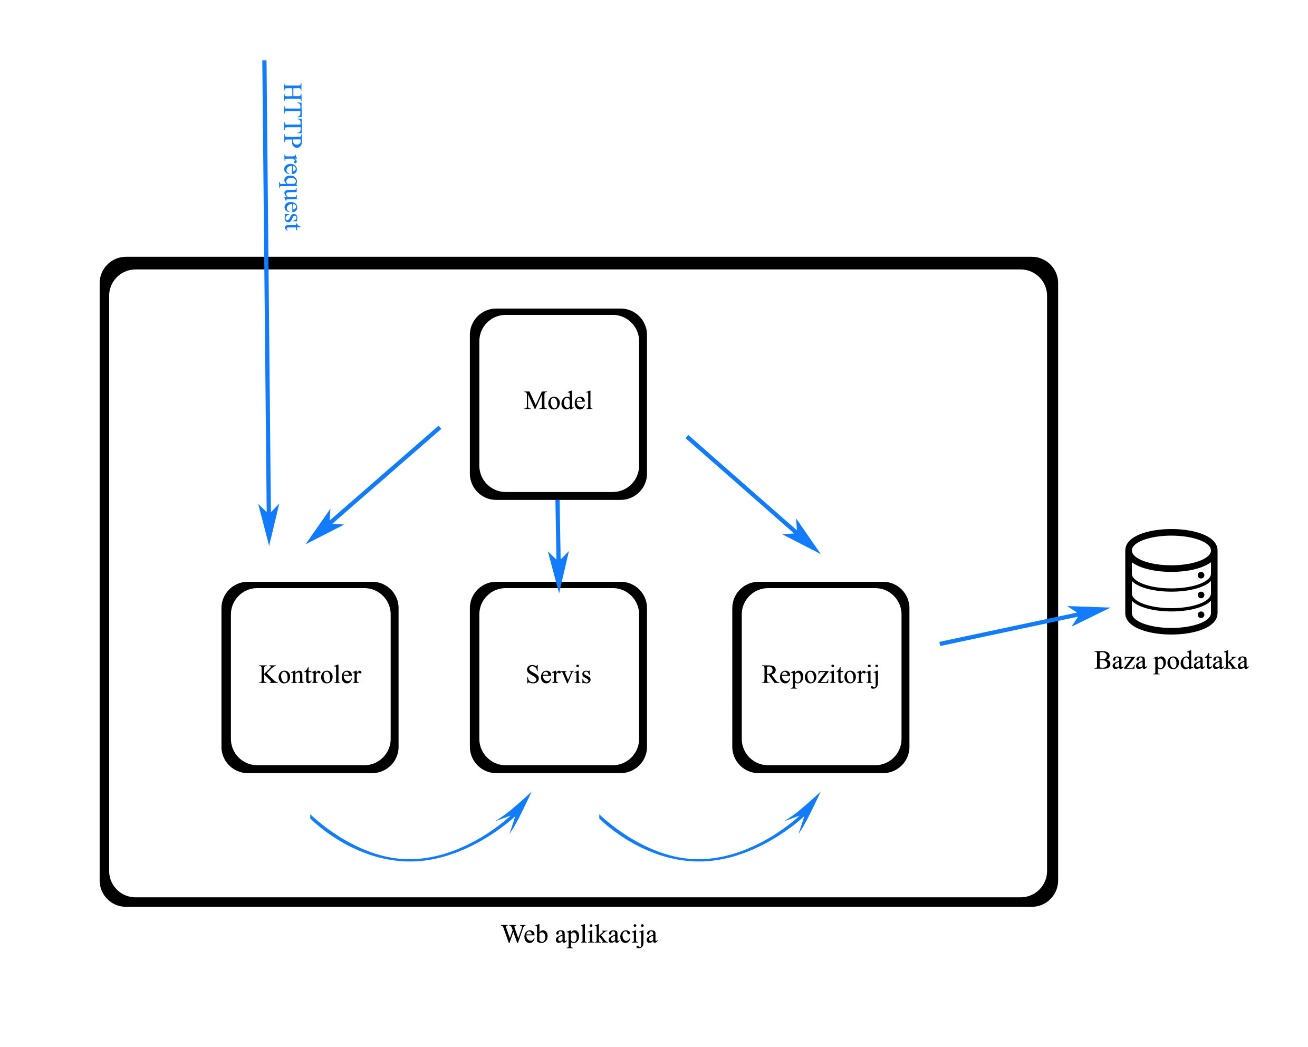 HTTP request
Model
Kontroler
Servis
Repozitorij
Baza podataka
Web aplikacija